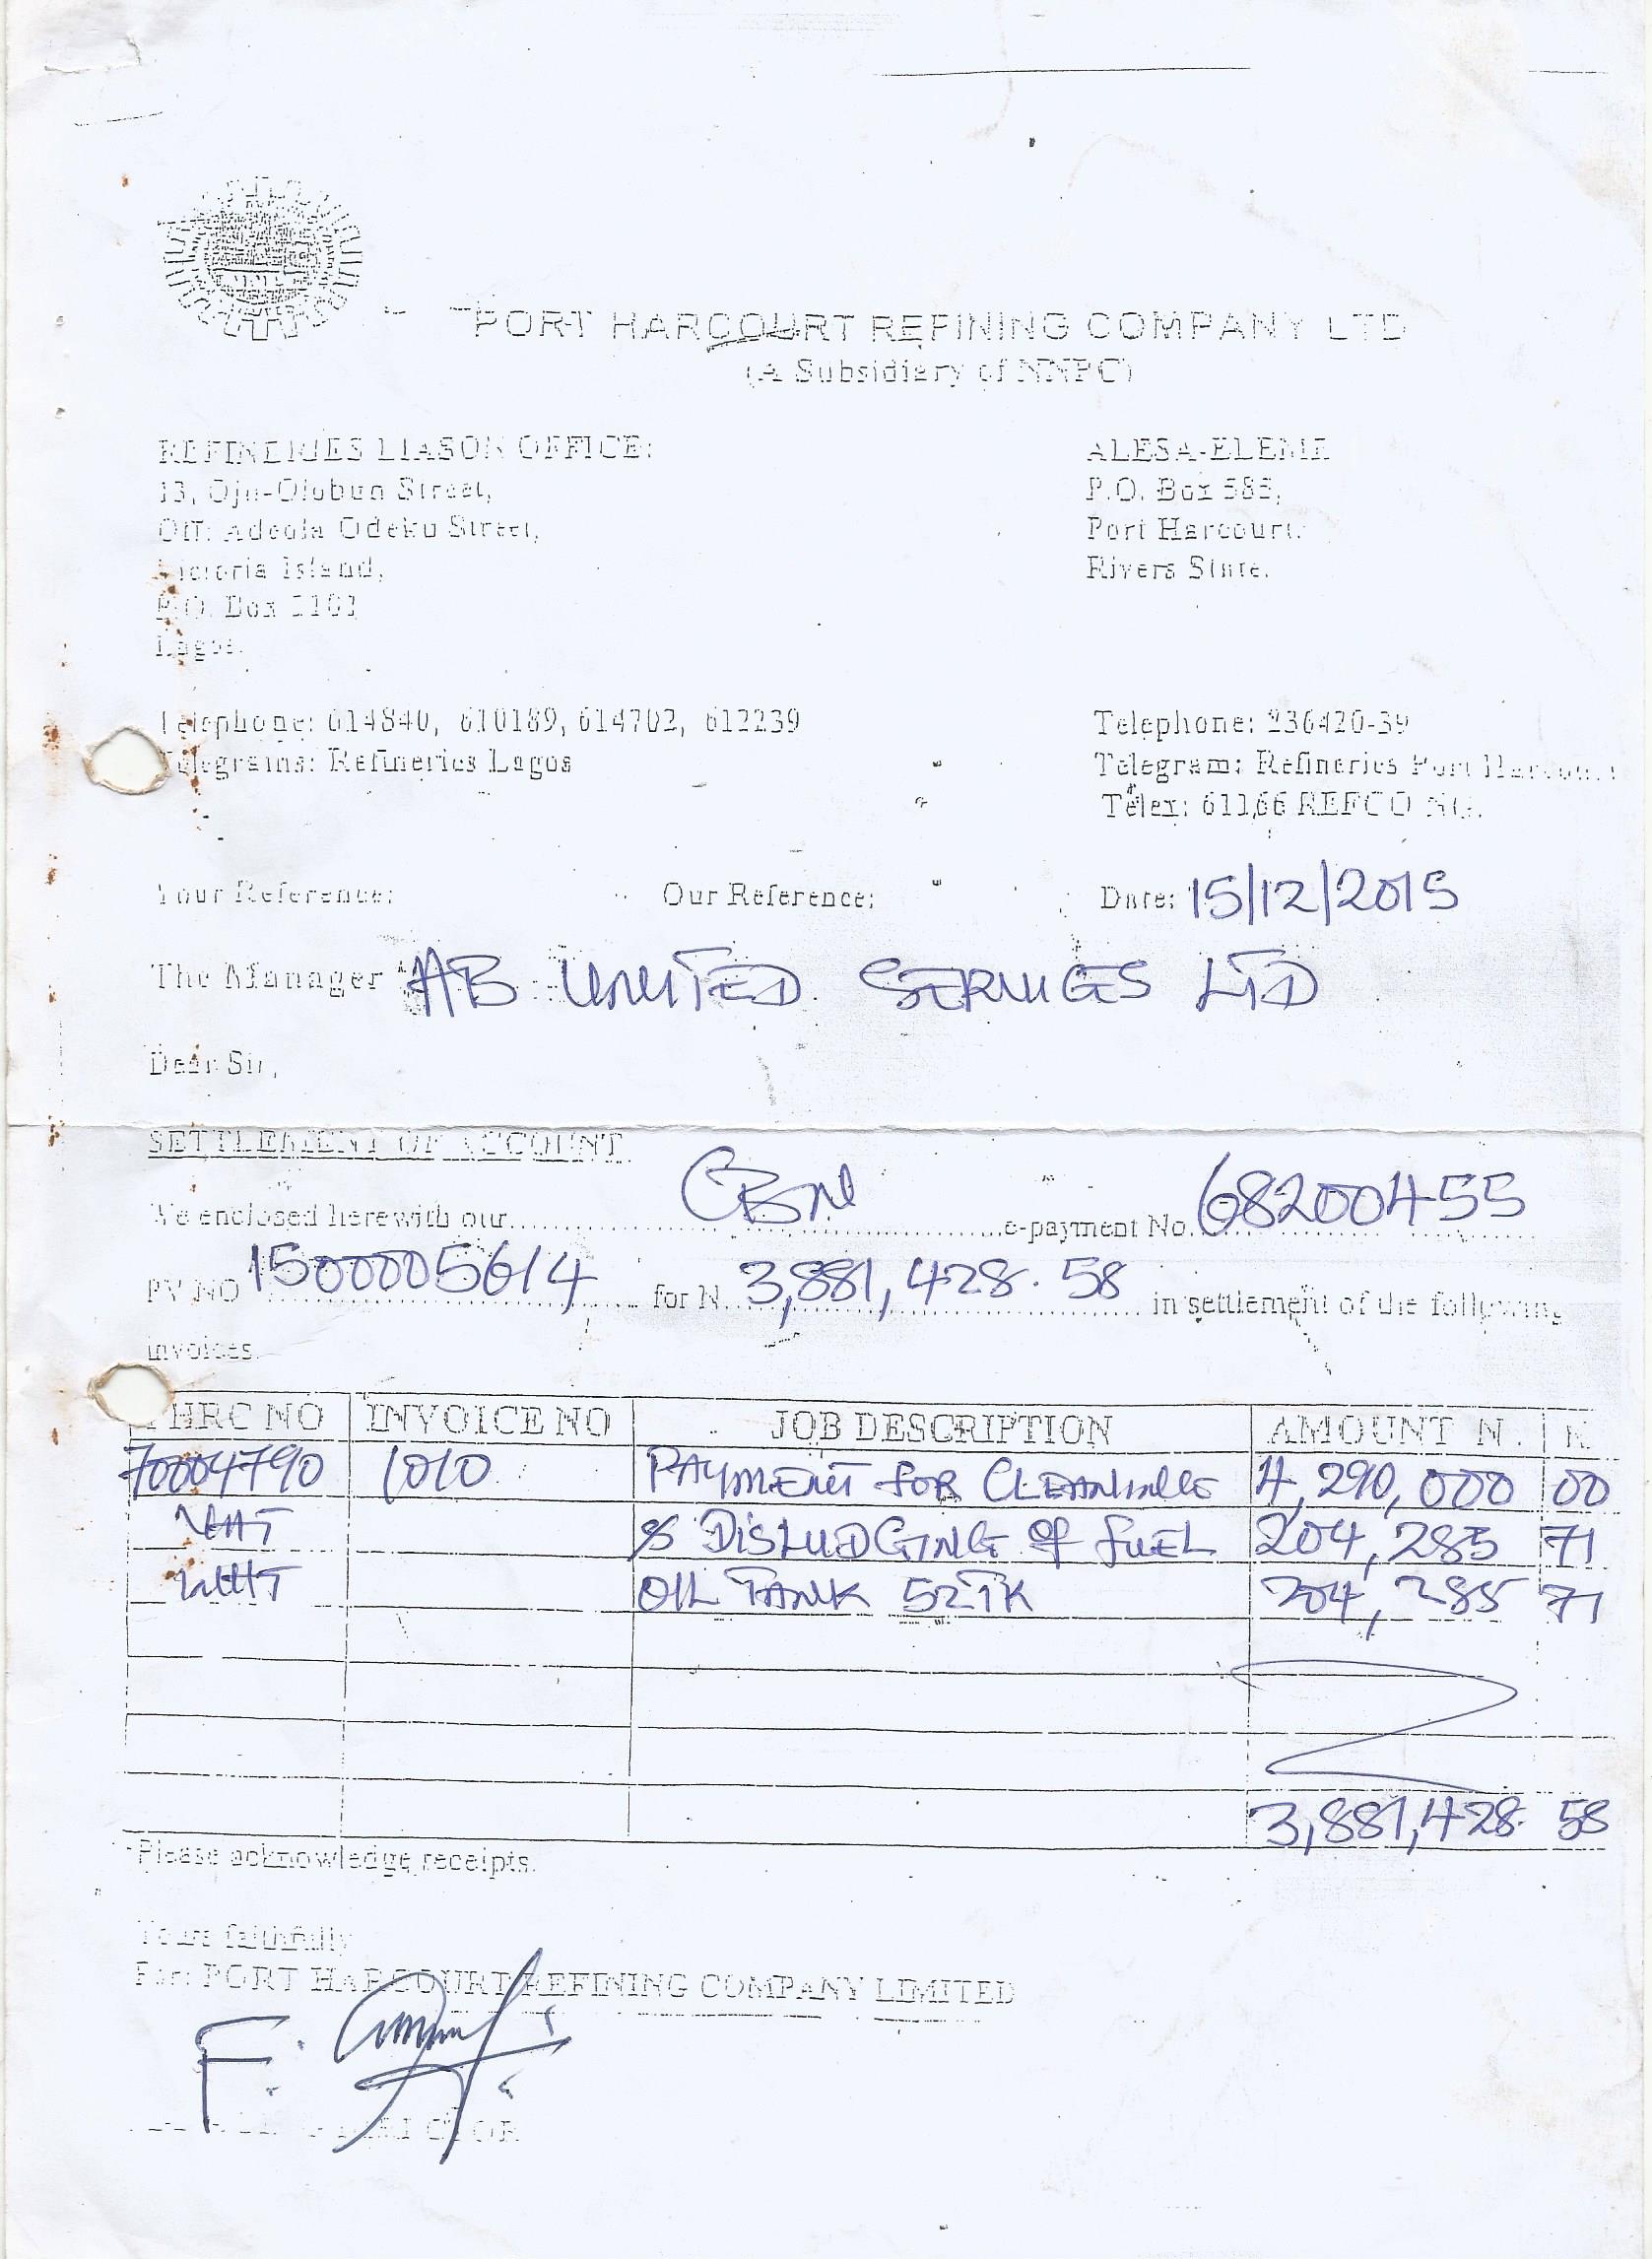 PORT HARCOURT REFINING COMPANY LTD
(A Subsidiary of NNPC)
REFINERIES LIASON OFFICE:
13, Oju-Olobun Street,
Off: Adeola Odeku Street,
Victoria Island,
P.O. Box
Lagos.
ALESA-ELEME
P.O. Box 585,
Port Harcourt.
Rivers State.
Telephone: 614840, 610189, 614702, 612239
Telegrams: Refineries Lagos
Telephone: 236420-39
Telegram: Refineries Port Harcourt
Telex: 61166 REFCO NG.
Your Reference: Our Reference: Date: 15/12/2015
The Manager AB UNITED SERVICES LTD
Dear Sir,
SETTLEMENT OF ACCOUNT
We enclosed herewith our CBN e-payment No. 68200455
PV NO 1500005614 for N 3,881,428.58 in settlement of the following
invoices.
PHRC NO INVOICE NO JOB DESCRIPTION AMOUNT N. K
70004790 1010 PAYMENT FOR CLEANING 4,290,000 00
VAT & DISLUDGING OF FUEL 204,285 71
WHT OIL TANK 52TK 204,285 71
3,881,428. 58
Please acknowledge receipts.
Yours faithfully
For: PORT HARCOURT REFINING COMPANY LIMITED
F.